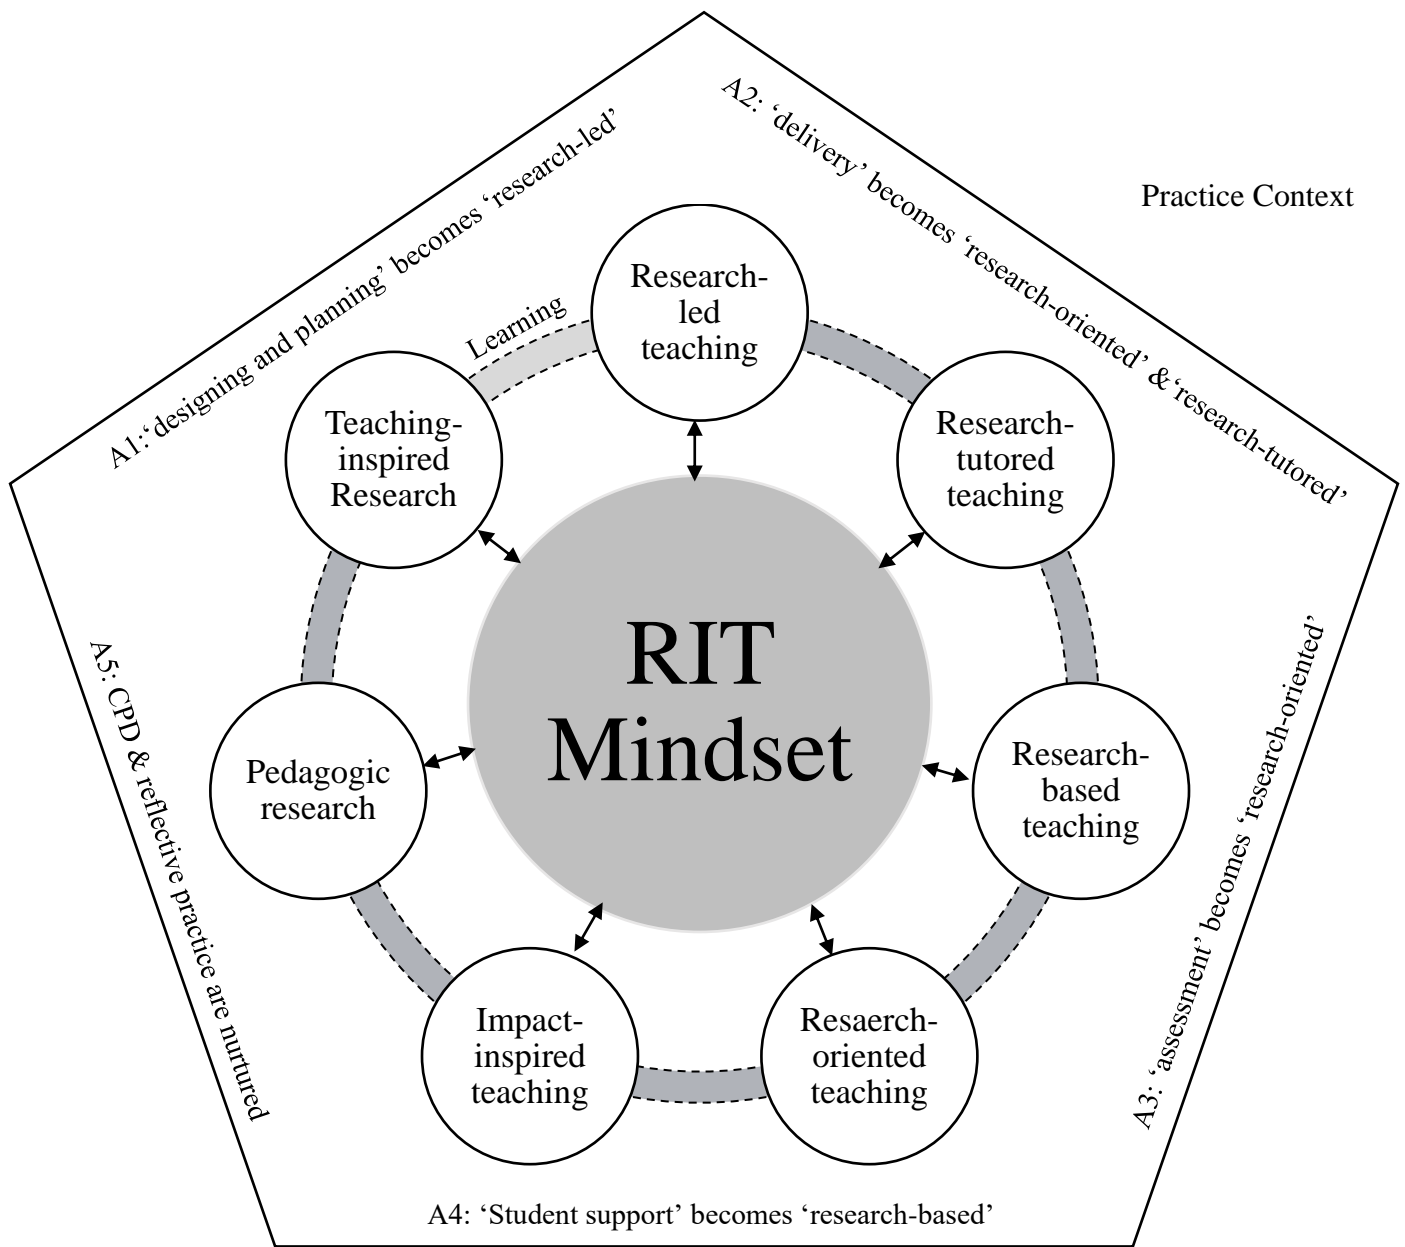 A1:‘designing and planning’ becomes ‘research-led’
A2: ‘delivery’ becomes ‘research-oriented’ & ‘research-tutored’
Practice Context
Learning
Research-
led
teaching
Teaching-
inspired
Research
Research-
tutored
teaching
RIT
Mindset
Pedagogic
research
Research-
based
teaching
Impact-
inspired
teaching
Resaerch-
oriented
teaching
A5: CPD & reflective practice are nurtured
A3: ‘assessment’ becomes ‘research-oriented’
A4: ‘Student support’ becomes ‘research-based’